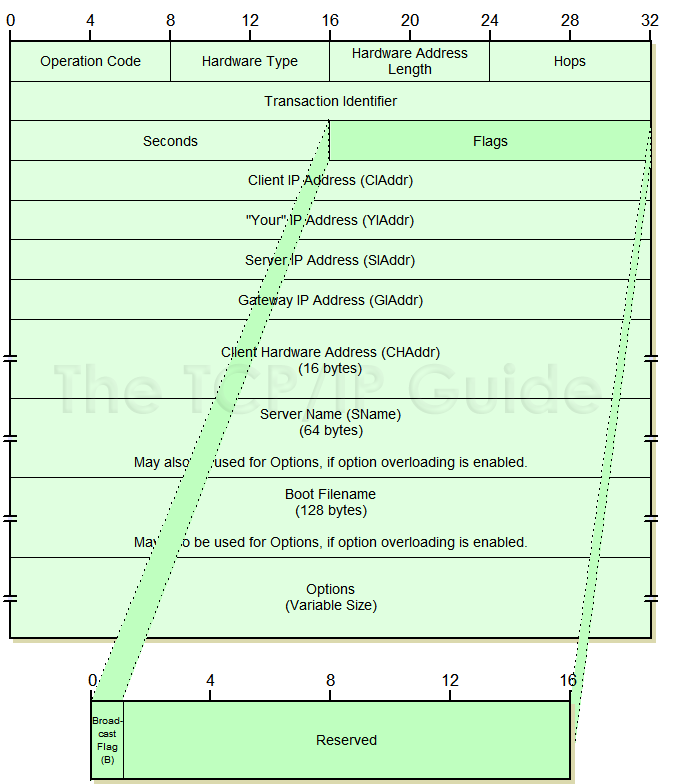 0 4 8 12 16 20 24 28 32
Operation Code
Hardware Type
Hardware Address
Length
Hops
Transaction Identifier
Seconds
Flags
Client IP Address (CIAddr)
"Your" IP Address (YIAddr)
Server IP Address (SIAddr)
Gateway IP Address (GIAddr)
Client Hardware Address (CHAddr)
(16 bytes)
The TCP/IP Guide
Server Name (SName)
(64 bytes)
May also be used for Options, if option overloading is enabled.
Boot Filename
(128 bytes)
May also be used for Options, if option overloading is enabled.
Options
(Variable Size)
0 4 8 12 16
Broad-
cast
Flag
(B)
Reserved